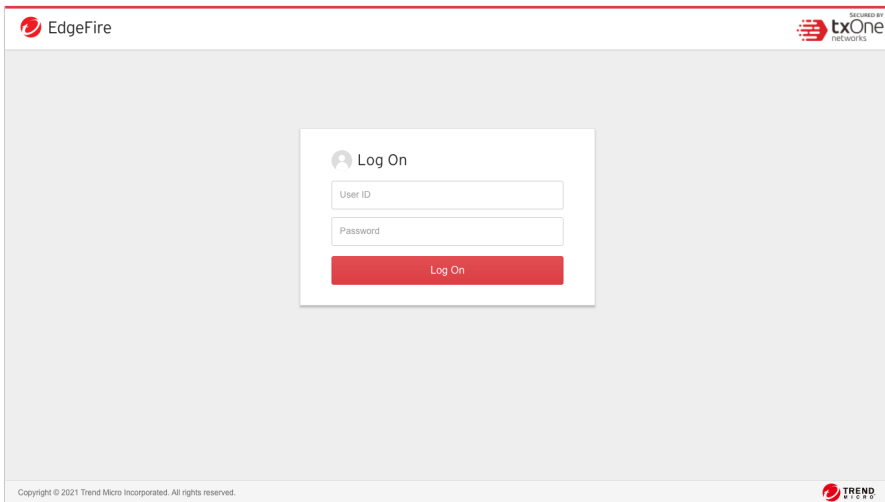 EdgeFire
SECURED BY
txOne
networks
Log On
User ID
Password
Log On
Copyright © 2021 Trend Micro Incorporated. All rights reserved.
TREND
MICRO